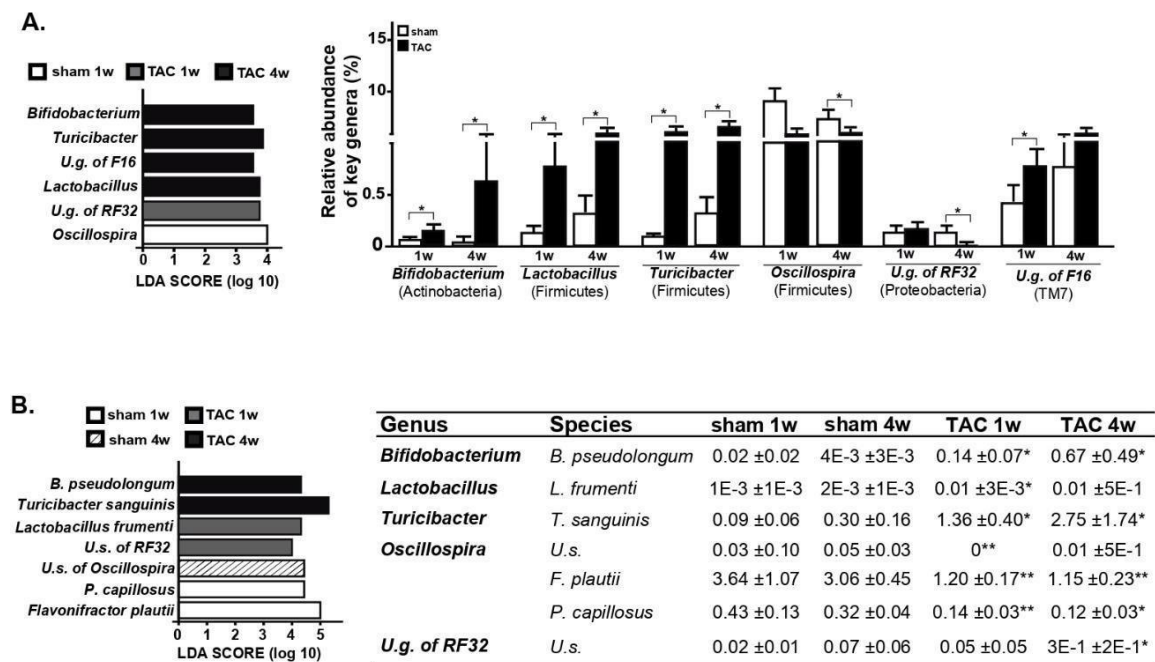 A.
sham 1w TAC 1w TAC 4w
Bifidobacterium
Turicibacter
U.g. of F16
Lactobacillus
U.g. of RF32
Oscillospira
0 1 2 3 4
LDA SCORE (log 10)
Relative abundance
of key genera (%)
15
10
0.5
0
sham
TAC
* * * * * * * *
1w 4w 1w 4w 1w 4w 1w 4w 1w 4w 1w 4w
Bifidobacterium Lactobacillus Turicibacter Oscillospira U.g. of RF32 U.g. of F16
(Actinobacteria) (Firmicutes) (Firmicutes) (Firmicutes) (Proteobacteria) (TM7)
B.
sham 1w TAC 1w
sham 4w TAC 4w
B. pseudolongum
Turicibacter sanguinis
Lactobacillus frumenti
U.s. of RF32
U.s. of Oscillospira
P. capillosus
Flavonifractor plautii
0 1 2 3 4 5
LDA SCORE (log 10)
Genus Species sham 1w sham 4w TAC 1w TAC 4w
Bifidobacterium B. pseudolongum 0.02 ±0.02 4E-3 ±3E-3 0.14 ±0.07* 0.67 ±0.49*
Lactobacillus L. frumenti 1E-3 ±1E-3 2E-3 ±1E-3 0.01 ±3E-3* 0.01 ±5E-1
Turicibacter T. sanguinis 0.09 ±0.06 0.30 ±0.16 1.36 ±0.40* 2.75 ±1.74*
Oscillospira U.s. 0.03 ±0.10 0.05 ±0.03 0** 0.01 ±5E-1
F. plautii 3.64 ±1.07 3.06 ±0.45 1.20 ±0.17** 1.15 ±0.23**
P. capillosus 0.43 ±0.13 0.32 ±0.04 0.14 ±0.03** 0.12 ±0.03*
U.g. of RF32 U.s. 0.02 ±0.01 0.07 ±0.06 0.05 ±0.05 3E-1 ±2E-1*